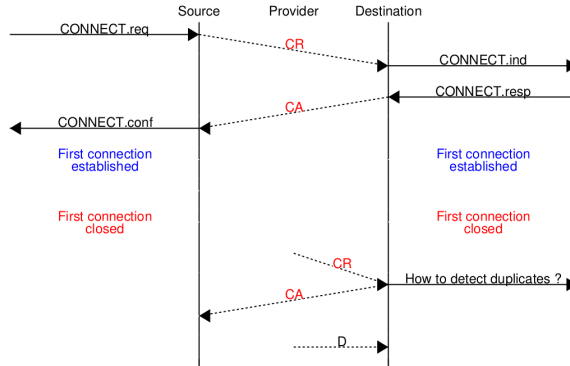 Source Provider Destination
CONNECT.req
CR
CONNECT.ind
CONNECT.resp
CA
CONNECT.conf
First connection
established
First connection
established
First connection
closed
First connection
closed
CR
How to detect duplicates ?
CA
D